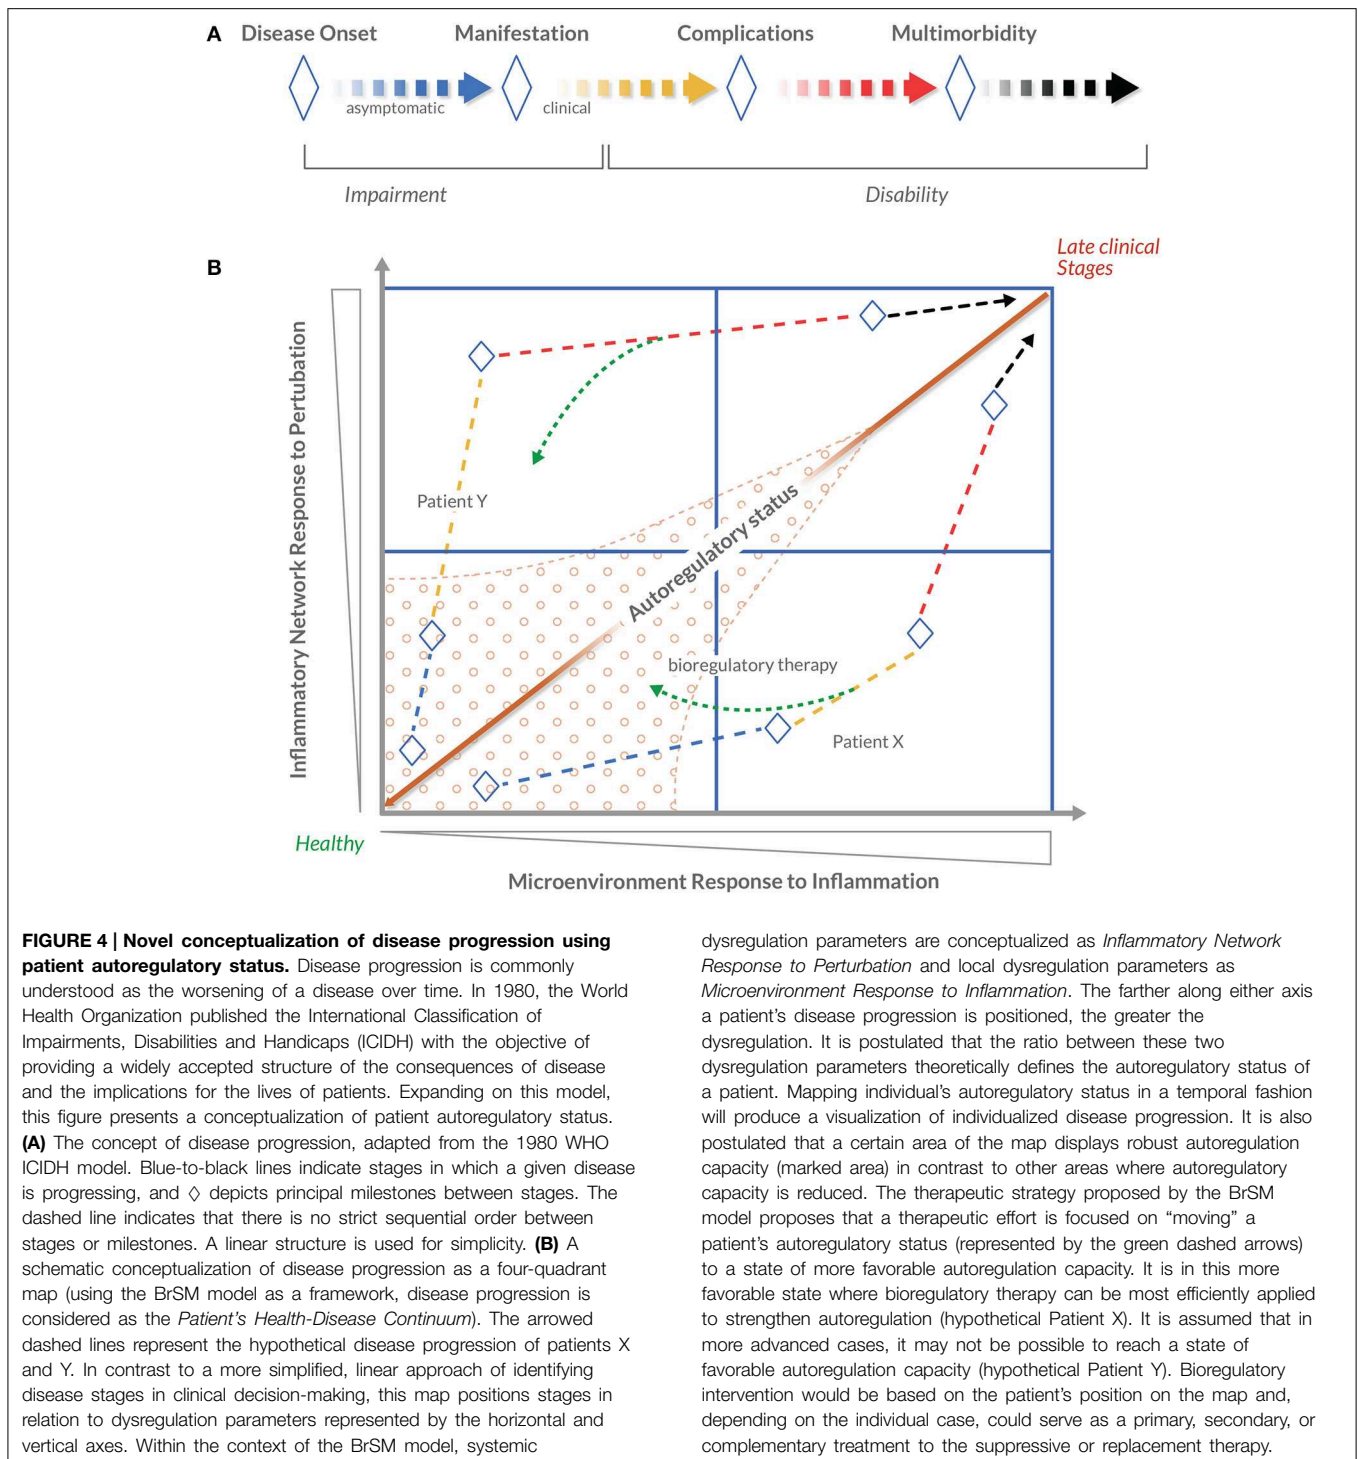 A
Disease Onset
Manifestation
Complications
Multimorbidity
asymptomatic
clinical
Impairment
Disability
B
Late clinical
Stages
Inflammatory Network Response to Pertubation
Patient Y
Autoregulatory status
bioregulatory therapy
Patient X
Healthy
Microenvironment Response to Inflammation
FIGURE 4 | Novel conceptualization of disease progression using
patient autoregulatory status. Disease progression is commonly
understood as the worsening of a disease over time. In 1980, the World
Health Organization published the International Classification of
Impairments, Disabilities and Handicaps (ICIDH) with the objective of
providing a widely accepted structure of the consequences of disease
and the implications for the lives of patients. Expanding on this model,
this figure presents a conceptualization of patient autoregulatory status.
(A) The concept of disease progression, adapted from the 1980 WHO
ICIDH model. Blue-to-black lines indicate stages in which a given disease
is progressing, and ◊ depicts principal milestones between stages. The
dashed line indicates that there is no strict sequential order between
stages or milestones. A linear structure is used for simplicity. (B) A
schematic conceptualization of disease progression as a four-quadrant
map (using the BrSM model as a framework, disease progression is
considered as the Patient's Health-Disease Continuum). The arrowed
dashed lines represent the hypothetical disease progression of patients X
and Y. In contrast to a more simplified, linear approach of identifying
disease stages in clinical decision-making, this map positions stages in
relation to dysregulation parameters represented by the horizontal and
vertical axes. Within the context of the BrSM model, systemic
dysregulation parameters are conceptualized as Inflammatory Network
Response to Perturbation and local dysregulation parameters as
Microenvironment Response to Inflammation. The farther along either axis
a patient's disease progression is positioned, the greater the
dysregulation. It is postulated that the ratio between these two
dysregulation parameters theoretically defines the autoregulatory status of
a patient. Mapping individual's autoregulatory status in a temporal fashion
will produce a visualization of individualized disease progression. It is also
postulated that a certain area of the map displays robust autoregulation
capacity (marked area) in contrast to other areas where autoregulatory
capacity is reduced. The therapeutic strategy proposed by the BrSM
model proposes that a therapeutic effort is focused on "moving" a
patient's autoregulatory status (represented by the green dashed arrows)
to a state of more favorable autoregulation capacity. It is in this more
favorable state where bioregulatory therapy can be most efficiently applied
to strengthen autoregulation (hypothetical Patient X). It is assumed that in
more advanced cases, it may not be possible to reach a state of
favorable autoregulation capacity (hypothetical Patient Y). Bioregulatory
intervention would be based on the patient's position on the map and,
depending on the individual case, could serve as a primary, secondary, or
complementary treatment to the suppressive or replacement therapy.